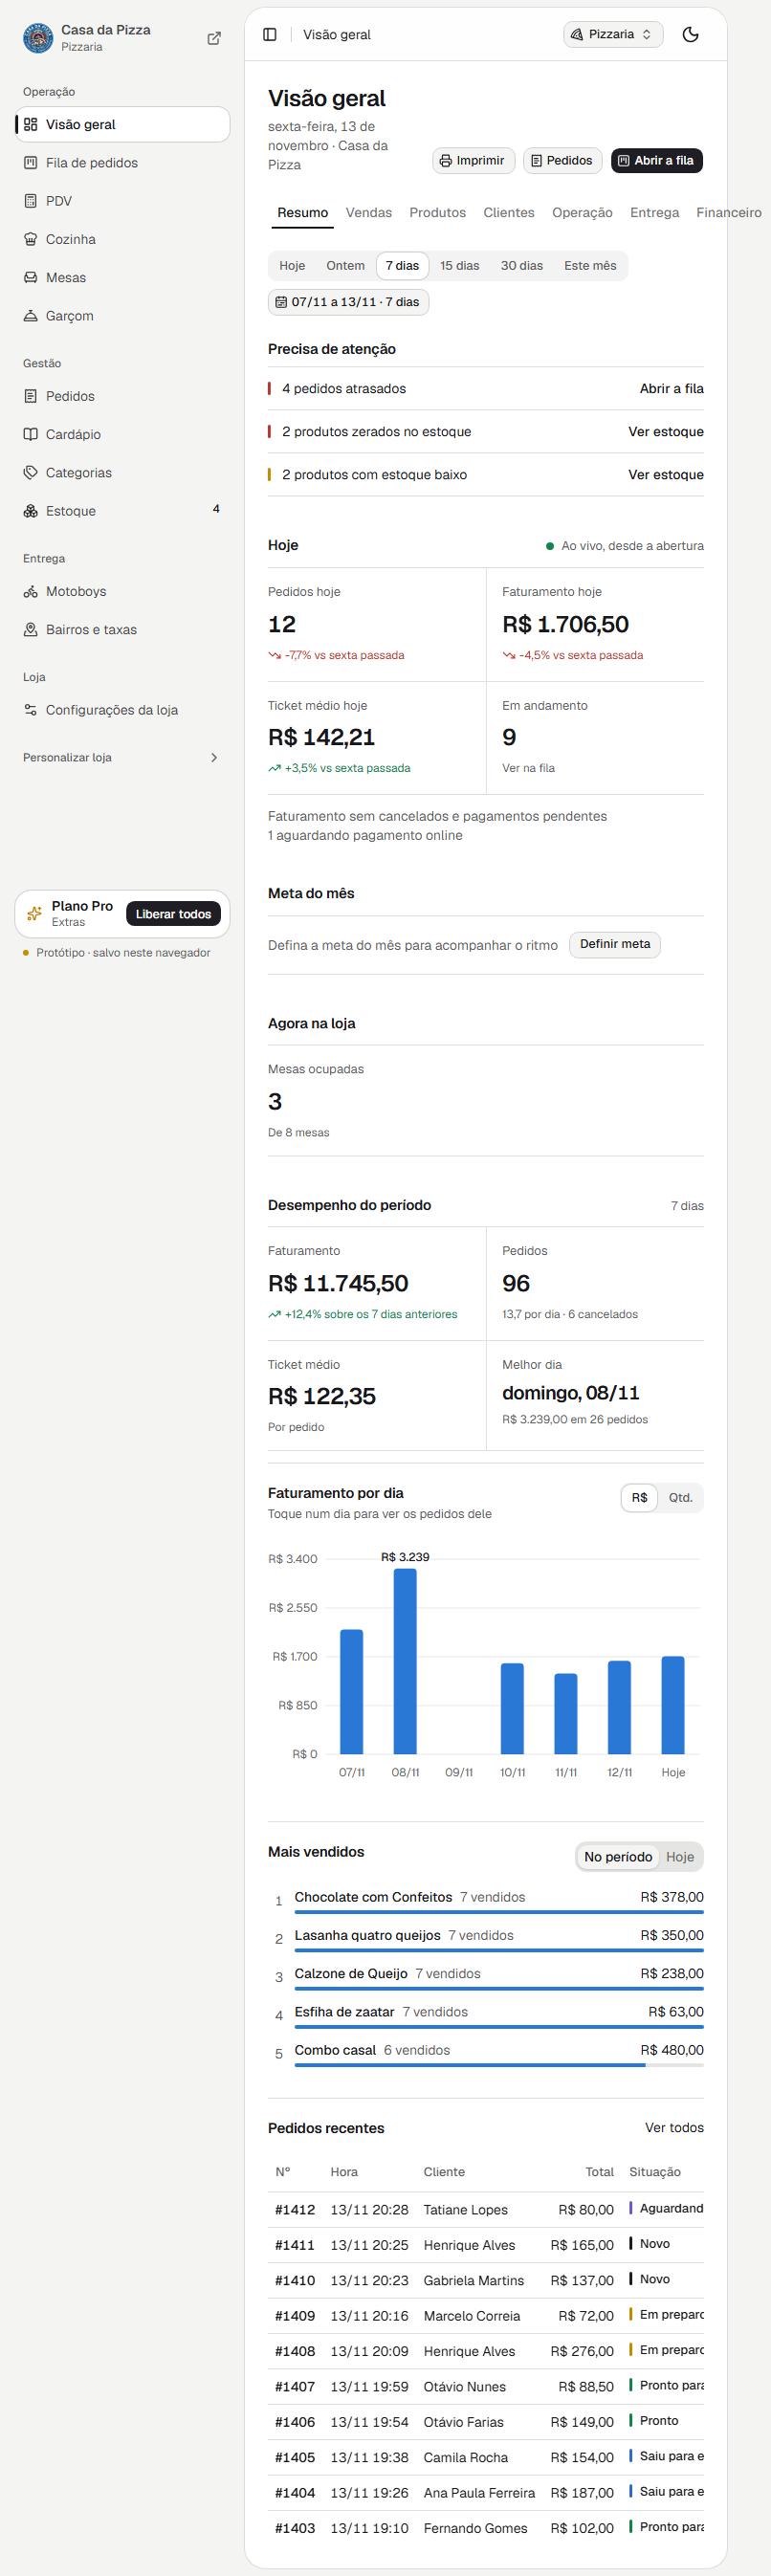 Casa da Pizza
Pizzaria
Operação
Visão geral
Fila de pedidos
PDV
Cozinha
Mesas
Garçom
Gestão
Pedidos
Cardápio
Categorias
Estoque 4
Entrega
Motoboys
Bairros e taxas
Loja
Configurações da loja
Personalizar loja
Plano Pro
Extras
Liberar todos
Protótipo · salvo neste navegador
Visão geral
Pizzaria
Visão geral
sexta-feira, 13 de
novembro · Casa da
Pizza
Imprimir Pedidos Abrir a fila
Resumo Vendas Produtos Clientes Operação Entrega Financeiro
Hoje Ontem 7 dias 15 dias 30 dias Este mês
07/11 a 13/11 · 7 dias
Precisa de atenção
4 pedidos atrasados Abrir a fila
2 produtos zerados no estoque Ver estoque
2 produtos com estoque baixo Ver estoque
Hoje Ao vivo, desde a abertura
Pedidos hoje
12
-7,7% vs sexta passada
Faturamento hoje
R$ 1.706,50
-4,5% vs sexta passada
Ticket médio hoje
R$ 142,21
+3,5% vs sexta passada
Em andamento
9
Ver na fila
Faturamento sem cancelados e pagamentos pendentes
1 aguardando pagamento online
Meta do mês
Defina a meta do mês para acompanhar o ritmo Definir meta
Agora na loja
Mesas ocupadas
3
De 8 mesas
Desempenho do período 7 dias
Faturamento
R$ 11.745,50
+12,4% sobre os 7 dias anteriores
Pedidos
96
13,7 por dia · 6 cancelados
Ticket médio
R$ 122,35
Por pedido
Melhor dia
domingo, 08/11
R$ 3.239,00 em 26 pedidos
Faturamento por dia R$ Qtd.
Toque num dia para ver os pedidos dele
R$ 3.400 R$ 3.239
R$ 2.550
R$ 1.700
R$ 850
R$ 0
07/11 08/11 09/11 10/11 11/11 12/11 Hoje
Mais vendidos No período Hoje
1 Chocolate com Confeitos 7 vendidos R$ 378,00
2 Lasanha quatro queijos 7 vendidos R$ 350,00
3 Calzone de Queijo 7 vendidos R$ 238,00
4 Esfiha de zaatar 7 vendidos R$ 63,00
5 Combo casal 6 vendidos R$ 480,00
Pedidos recentes Ver todos
Nº Hora Cliente Total Situação
#1412 13/11 20:28 Tatiane Lopes R$ 80,00 Aguardand
#1411 13/11 20:25 Henrique Alves R$ 165,00 Novo
#1410 13/11 20:23 Gabriela Martins R$ 137,00 Novo
#1409 13/11 20:16 Marcelo Correia R$ 72,00 Em preparo
#1408 13/11 20:09 Henrique Alves R$ 276,00 Em preparo
#1407 13/11 19:59 Otávio Nunes R$ 88,50 Pronto para
#1406 13/11 19:54 Otávio Farias R$ 149,00 Pronto
#1405 13/11 19:38 Camila Rocha R$ 154,00 Saiu para e
#1404 13/11 19:26 Ana Paula Ferreira R$ 187,00 Saiu para e
#1403 13/11 19:10 Fernando Gomes R$ 102,00 Pronto para